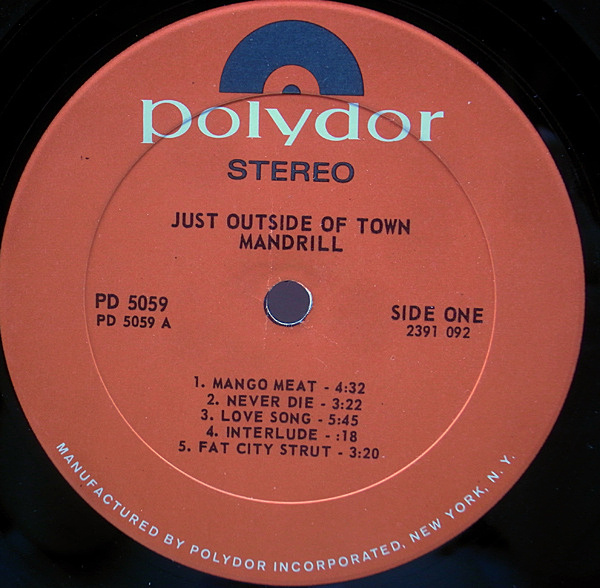 polydor
STEREO
JUST OUTSIDE OF TOWN
MANDRILL
PD 5059
PD 5059 A
SIDE ONE
2391 092
1. MANGO MEAT - 4:32
2. NEVER DIE - 3:22
3. LOVE SONG - 5:45
4. INTERLUDE - :18
5. FAT CITY STRUT - 3:20
MANUFACTURED BY POLYDOR INCORPORATED, NEW YORK, N. Y.